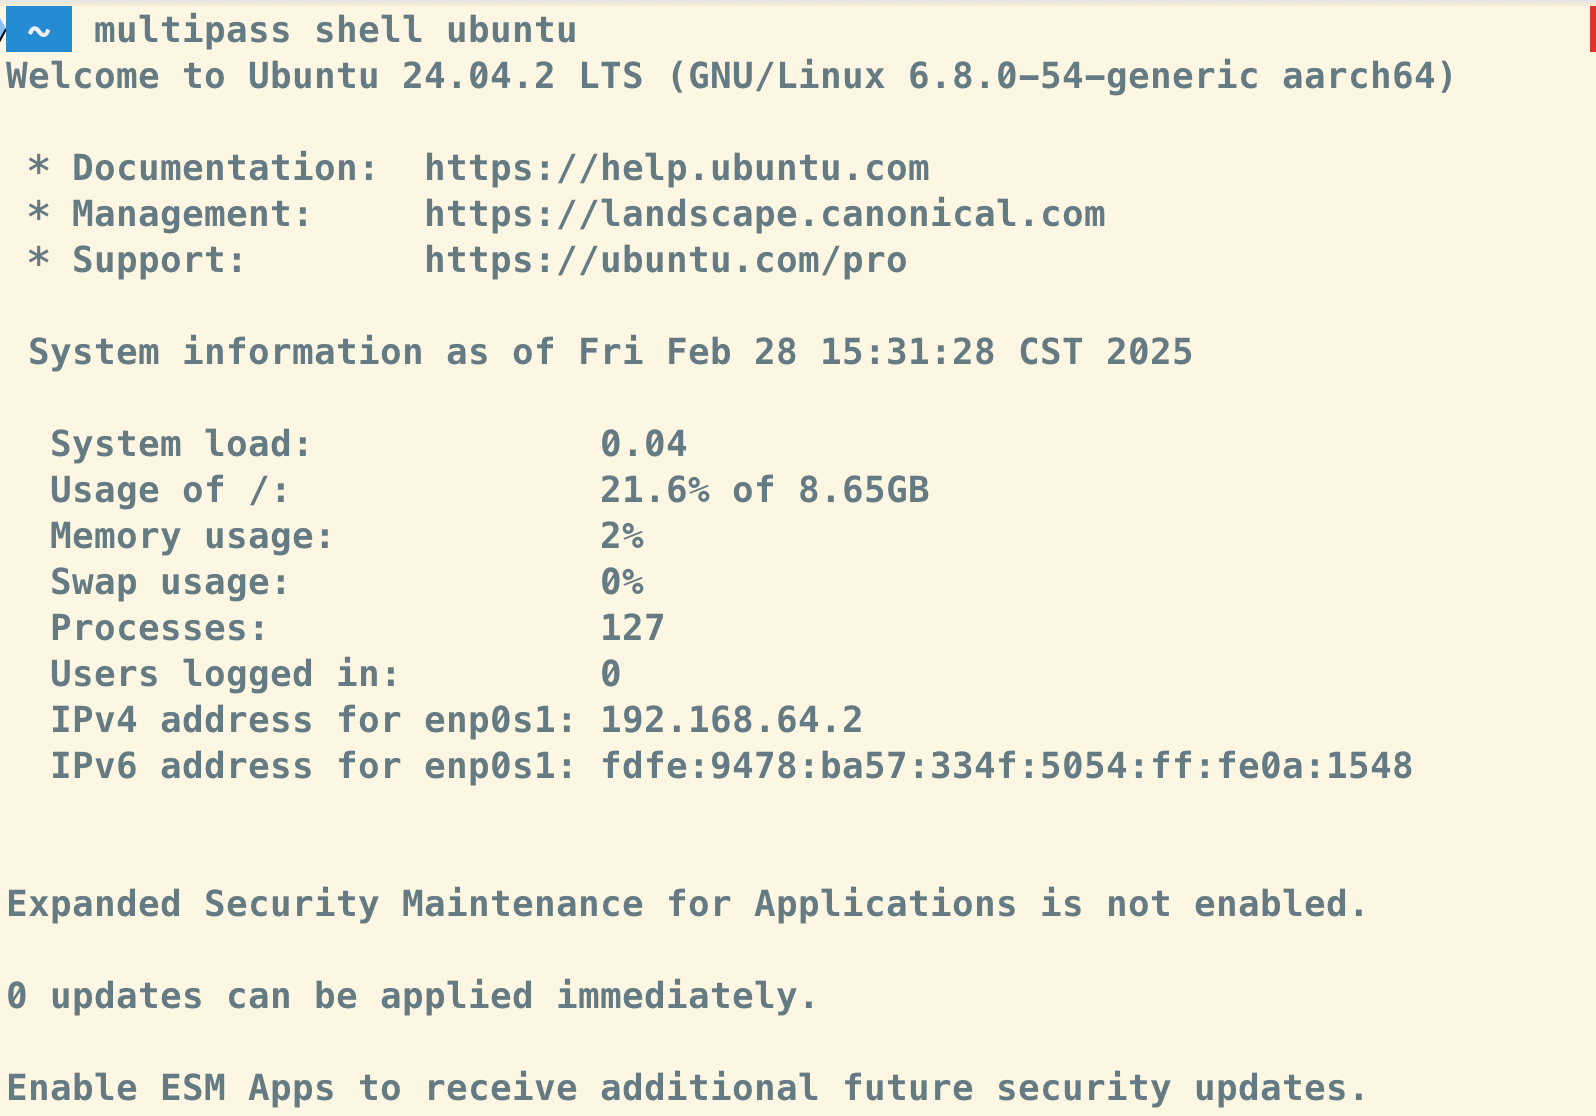 ~ multipass shell ubuntu
Welcome to Ubuntu 24.04.2 LTS (GNU/Linux 6.8.0-54-generic aarch64)
* Documentation:  https://help.ubuntu.com
* Management:     https://landscape.canonical.com
* Support:        https://ubuntu.com/pro
System information as of Fri Feb 28 15:31:28 CST 2025
System load:             0.04
Usage of /:              21.6% of 8.65GB
Memory usage:            2%
Swap usage:              0%
Processes:               127
Users logged in:         0
IPv4 address for enp0s1: 192.168.64.2
IPv6 address for enp0s1: fdfe:9478:ba57:334f:5054:ff:fe0a:1548
Expanded Security Maintenance for Applications is not enabled.
0 updates can be applied immediately.
Enable ESM Apps to receive additional future security updates.